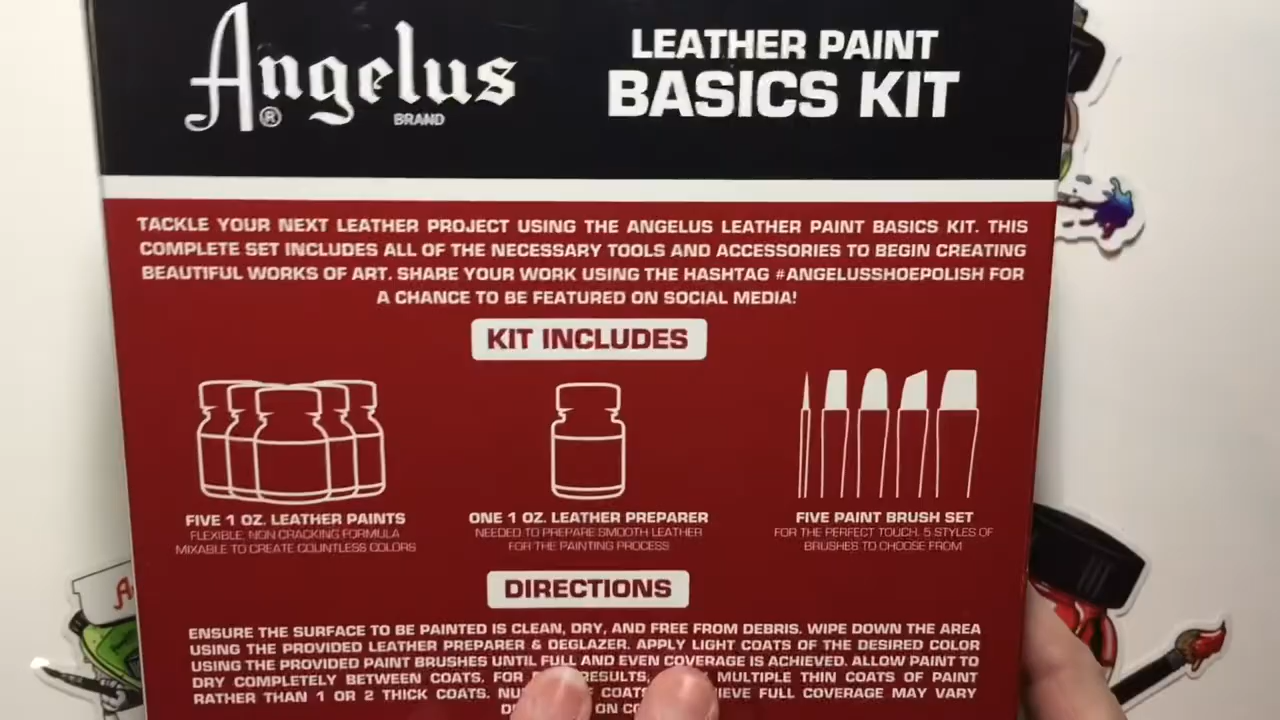 Angelus
®
BRAND
LEATHER PAINT
BASICS KIT
TACKLE YOUR NEXT LEATHER PROJECT USING THE ANGELUS LEATHER PAINT BASICS KIT. THIS
COMPLETE SET INCLUDES ALL OF THE NECESSARY TOOLS AND ACCESSORIES TO BEGIN CREATING
BEAUTIFUL WORKS OF ART. SHARE YOUR WORK USING THE HASHTAG #ANGELUSSHOEPOLISH FOR
A CHANCE TO BE FEATURED ON SOCIAL MEDIA!
KIT INCLUDES
FIVE 1 OZ. LEATHER PAINTS
FLEXIBLE, NON CRACKING FORMULA
MIXABLE TO CREATE COUNTLESS COLORS
ONE 1 OZ. LEATHER PREPARER
NEEDED TO PREPARE SMOOTH LEATHER
FOR THE PAINTING PROCESS
FIVE PAINT BRUSH SET
FOR THE PERFECT TOUCH. 5 STYLES OF
BRUSHES TO CHOOSE FROM
DIRECTIONS
ENSURE THE SURFACE TO BE PAINTED IS CLEAN, DRY, AND FREE FROM DEBRIS. WIPE DOWN THE AREA
USING THE PROVIDED LEATHER PREPARER & DEGLAZER. APPLY LIGHT COATS OF THE DESIRED COLOR
USING THE PROVIDED PAINT BRUSHES UNTIL FULL AND EVEN COVERAGE IS ACHIEVED. ALLOW PAINT TO
DRY COMPLETELY BETWEEN COATS. FOR RESULTS, MULTIPLE THIN COATS OF PAINT
RATHER THAN 1 OR 2 THICK COATS. COATS FULL COVERAGE MAY VARY
ON